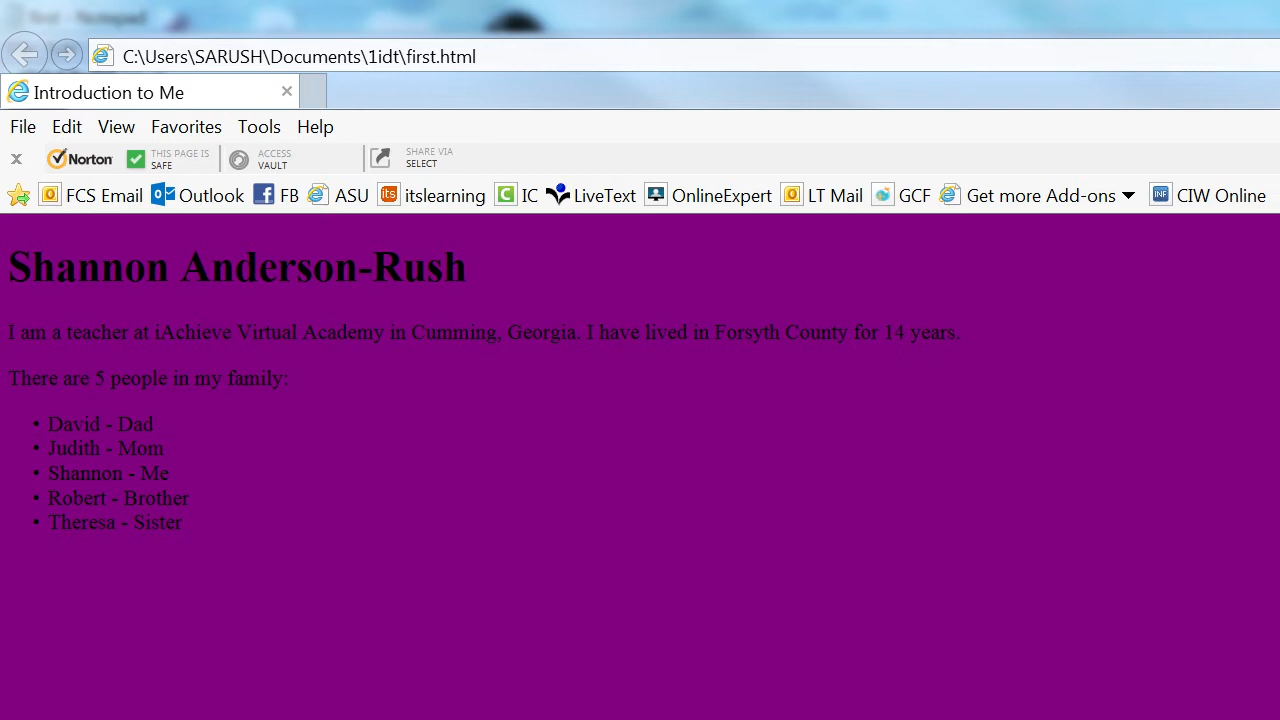 first - Notepad
C:\Users\SARUSH\Documents\1idt\first.html
Introduction to Me
File Edit View Favorites Tools Help
Norton THIS PAGE IS SAFE ACCESS VAULT SHARE VIA SELECT
FCS Email Outlook FB ASU its itslearning IC LiveText OnlineExpert LT Mail GCF Get more Add-ons INF CIW Online
Shannon Anderson-Rush
I am a teacher at iAchieve Virtual Academy in Cumming, Georgia. I have lived in Forsyth County for 14 years.
There are 5 people in my family:
• David - Dad
• Judith - Mom
• Shannon - Me
• Robert - Brother
• Theresa - Sister